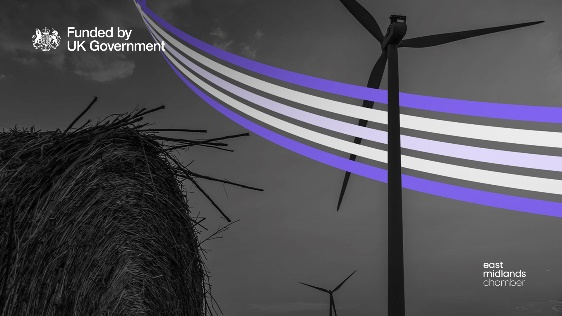 Funded by
UK Government
east
midlands
chamber